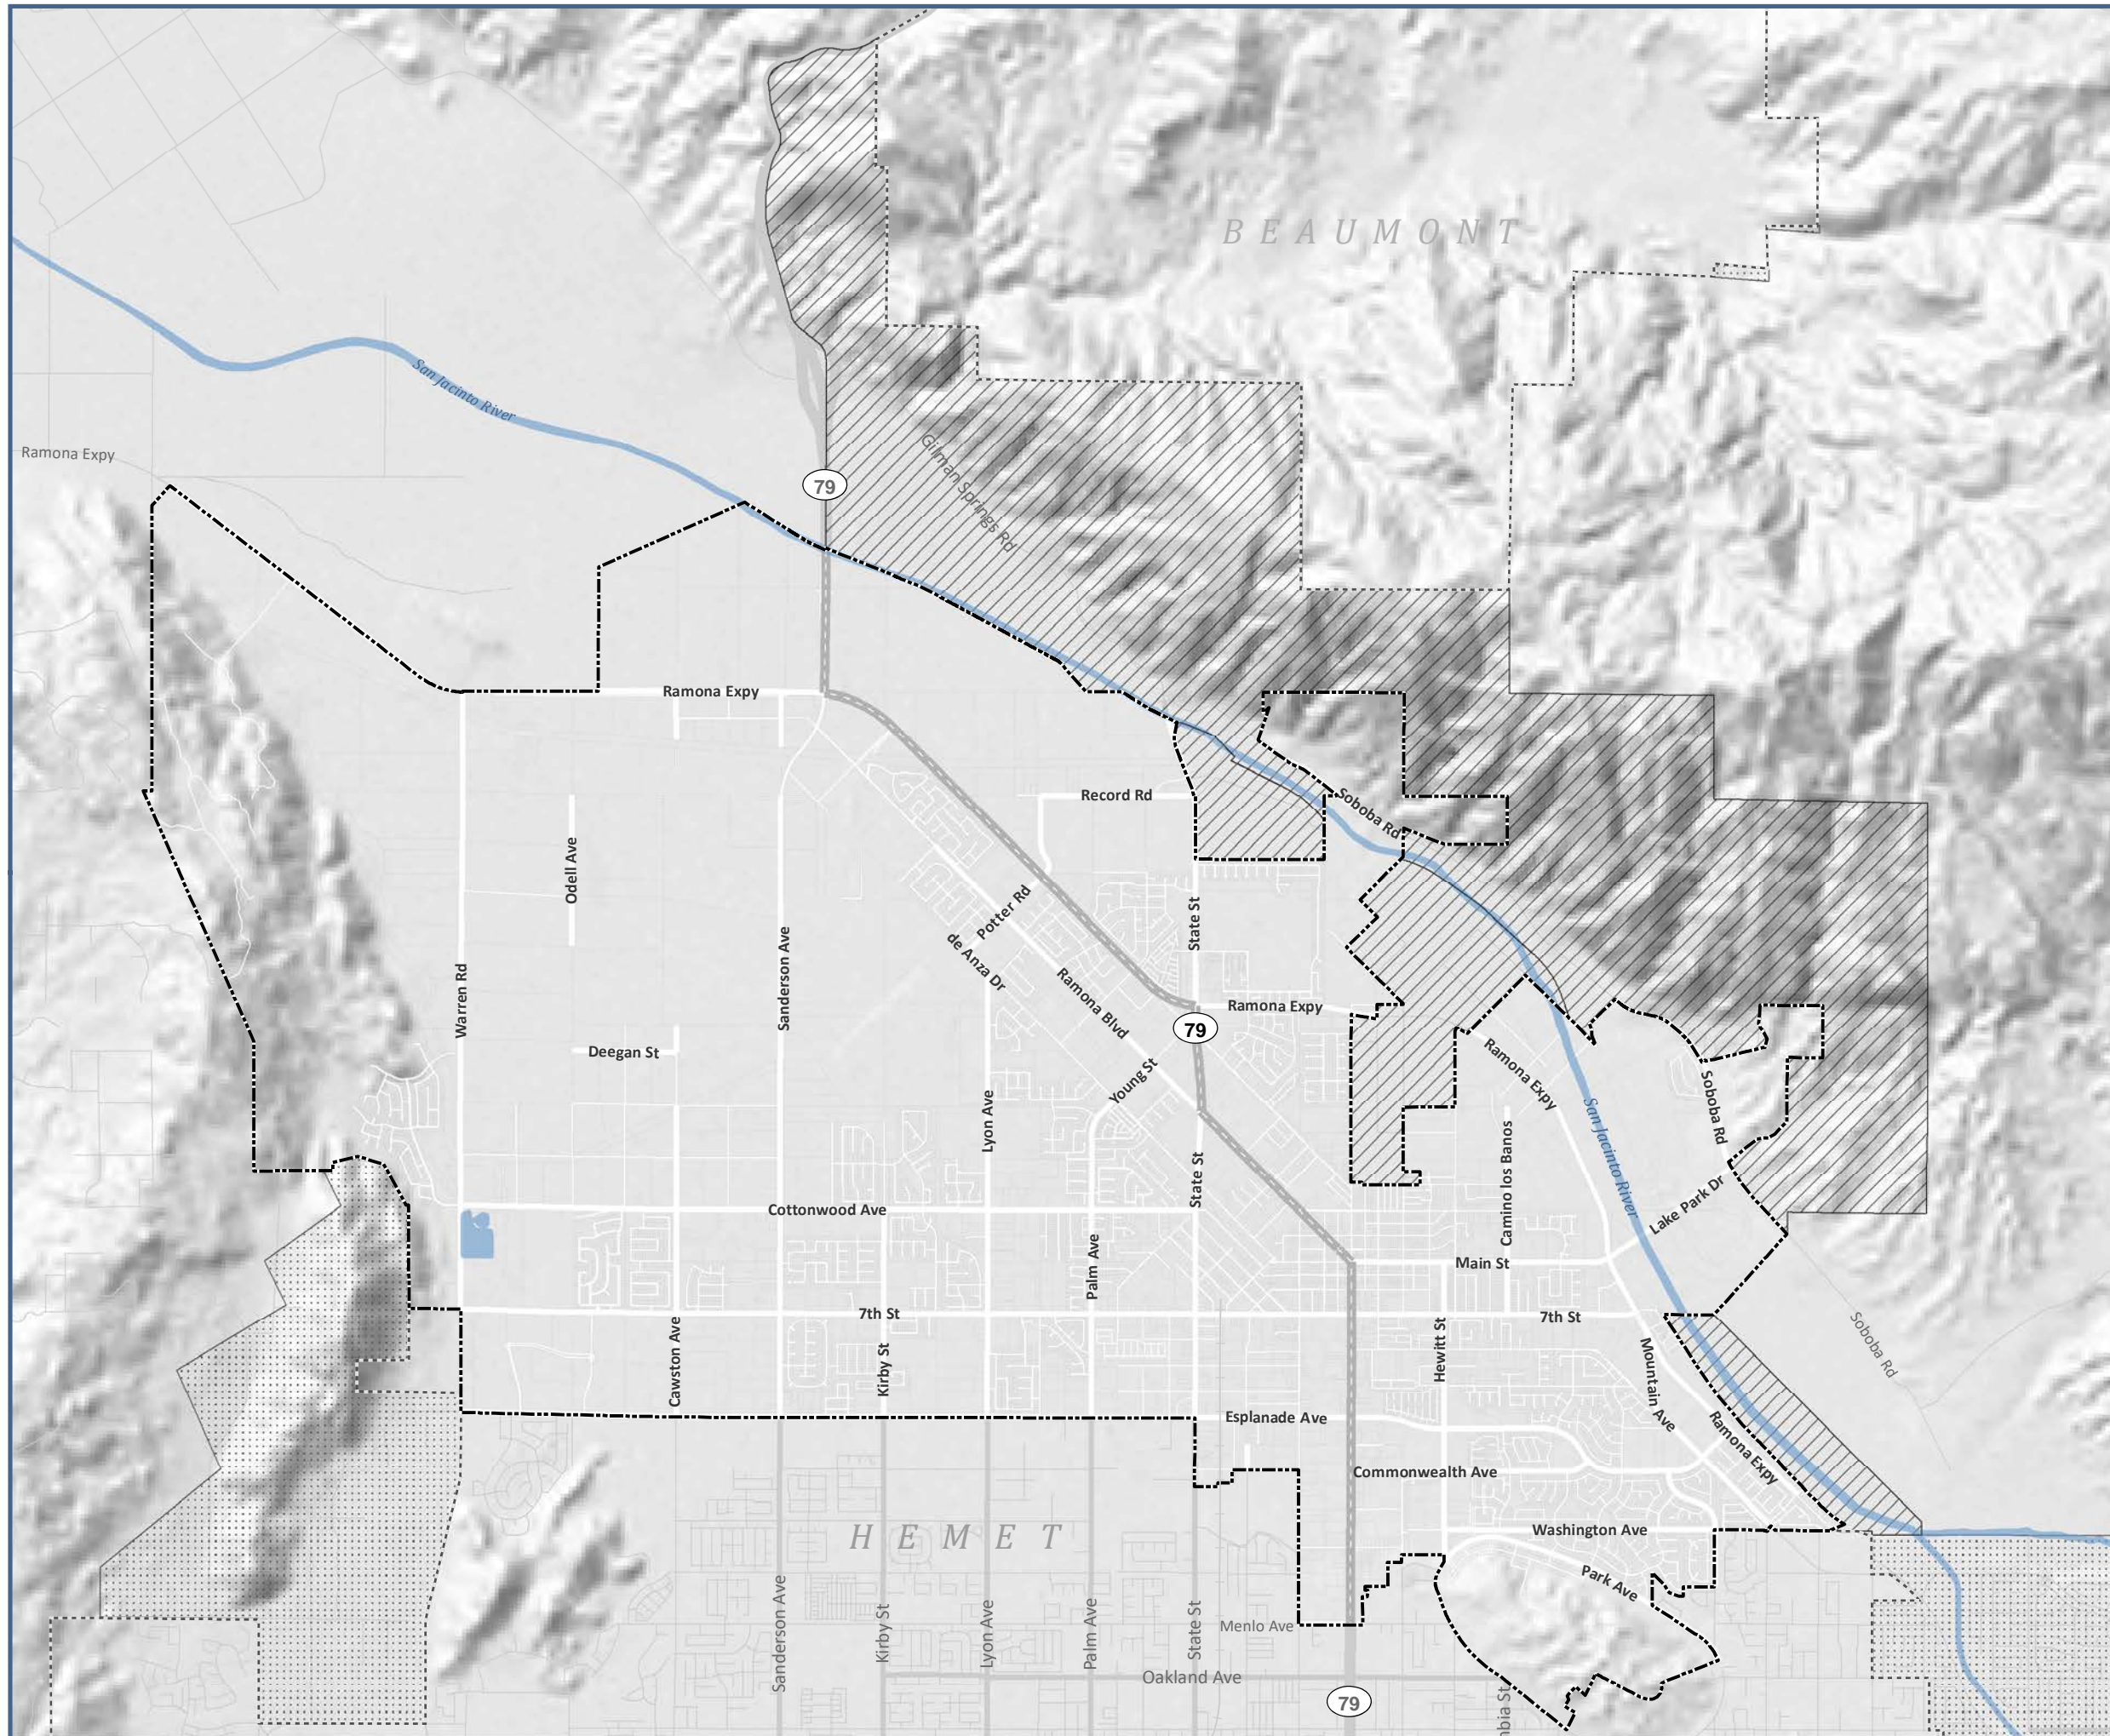 BEAUMONT
San Jacinto River
Ramona Expy
Gilman Springs Rd
79
Ramona Expy
Record Rd
Soboba Rd
Odell Ave
Potter Rd
State St
de Anza Dr
Sanderson Ave
Warren Rd
Ramona Blvd
Ramona Expy
79
Deegan St
Young St
Ramona Expy
Lyon Ave
Soboba Rd
San Jacinto River
Camino los Banos
State St
Cottonwood Ave
Lake Park Dr
Palm Ave
Main St
7th St
7th St
Cawston Ave
Kirby St
Hewitt St
Mountain Ave
Soboba Rd
Esplanade Ave
Ramona Expy
Commonwealth Ave
HEMET
Washington Ave
Park Ave
Sanderson Ave
Kirby St
Lyon Ave
Palm Ave
State St
Menlo Ave
Oakland Ave
79